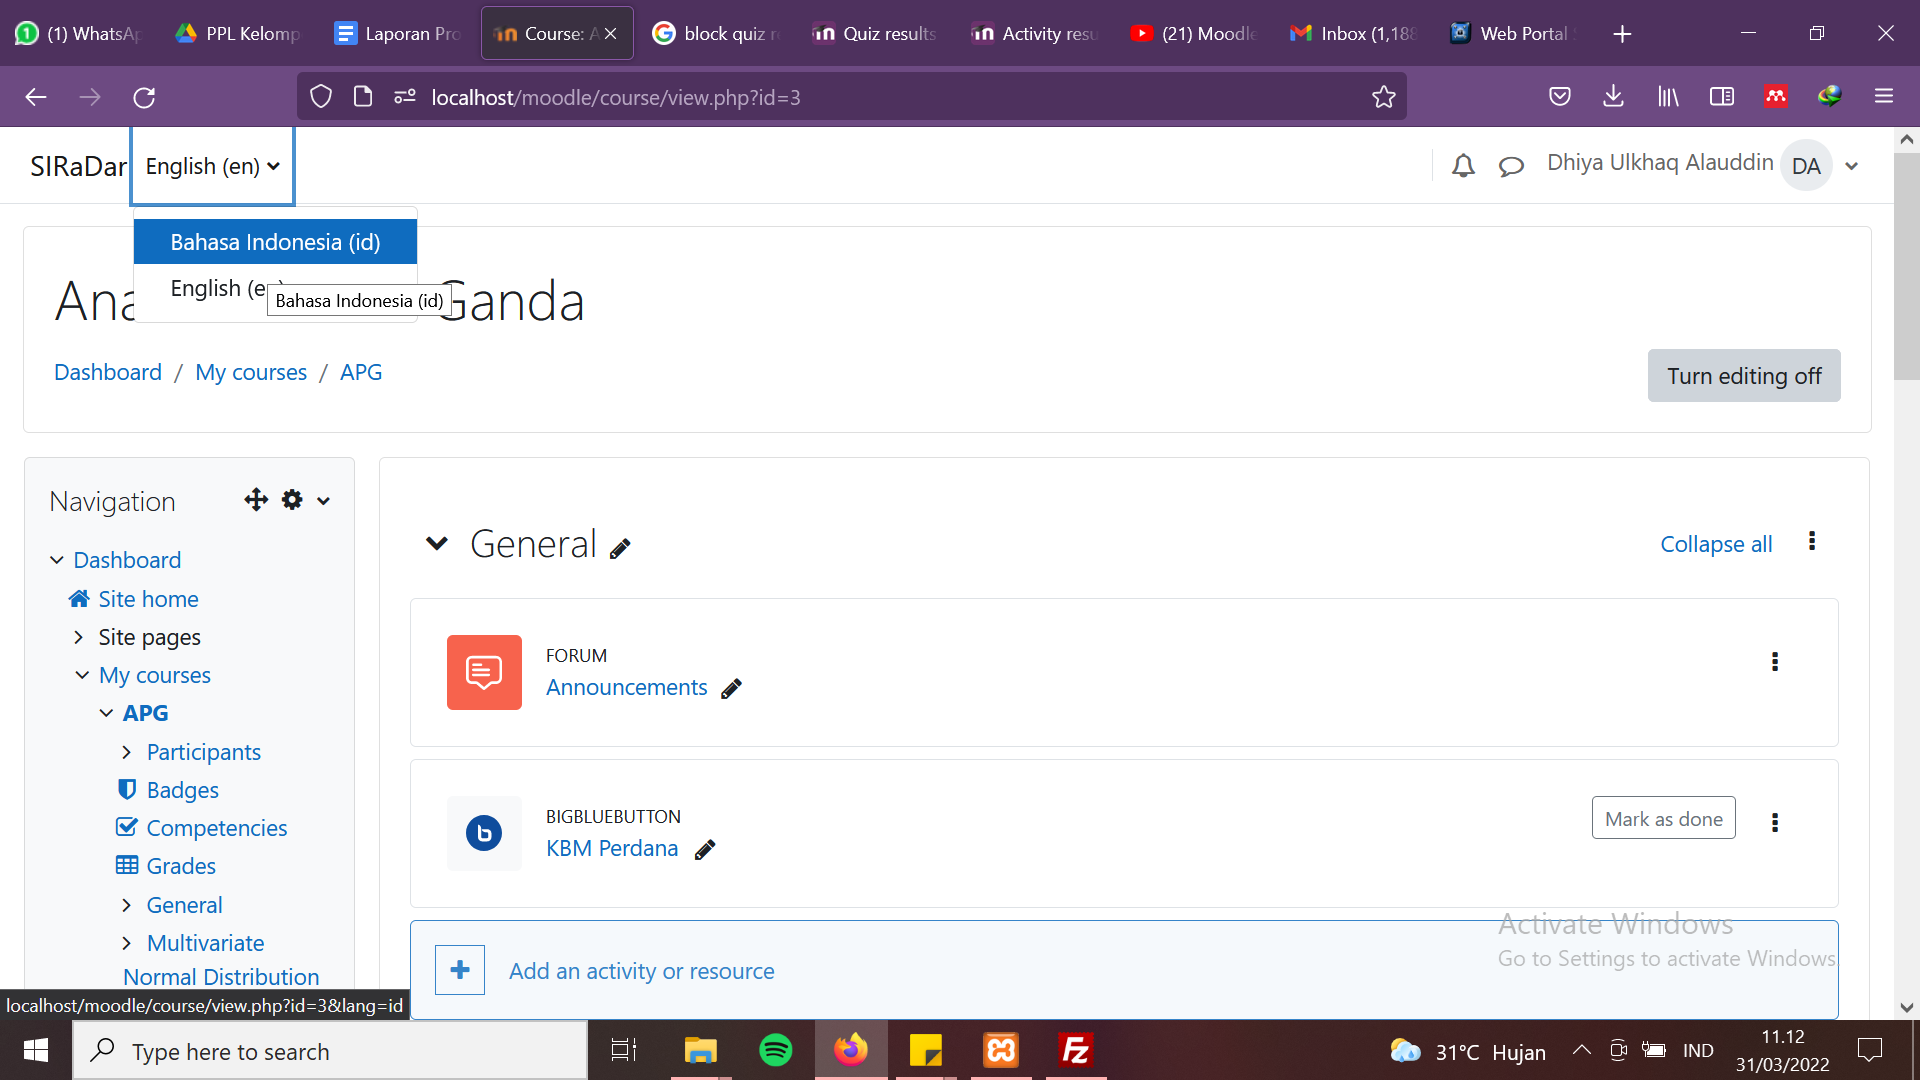 (1) WhatsAp
PPL Kelomp
Laporan Pro
Course: A
block quiz r
Quiz results
Activity resu
(21) Moodle
Inbox (1,188
Web Portal
localhost/moodle/course/view.php?id=3
SIRaDar
English (en)
Dhiya Ulkhaq Alauddin
DA
Bahasa Indonesia (id)
English (e
Bahasa Indonesia (id)
Ana
Ganda
Dashboard / My courses / APG
Turn editing off
Navigation
Dashboard
Site home
Site pages
My courses
APG
Participants
Badges
Competencies
Grades
General
Multivariate
Normal Distribution
General
Collapse all
FORUM
Announcements
BIGBLUEBUTTON
KBM Perdana
Mark as done
Add an activity or resource
Activate Windows
Go to Settings to activate Windows
localhost/moodle/course/view.php?id=3&lang=id
Type here to search
31°C Hujan
IND
11.12
31/03/2022